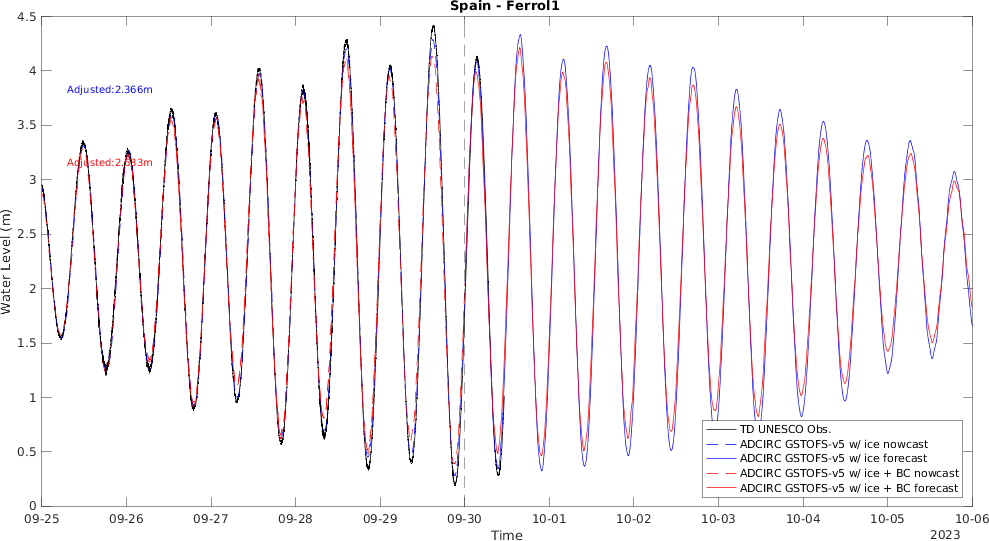 Spain - Ferrol1
4.5
4
3.5
3
2.5
2
1.5
1
0.5
0
Water Level (m)
Adjusted:2.366m
TD UNESCO Obs.
ADCIRC GSTOFS-v5 w/ ice nowcast
ADCIRC GSTOFS-v5 w/ ice forecast
ADCIRC GSTOFS-v5 w/ ice + BC nowcast
ADCIRC GSTOFS-v5 w/ ice + BC forecast
09-25 09-26 09-27 09-28 09-29 09-30 10-01 10-02 10-03 10-04 10-05 10-06
Time
2023